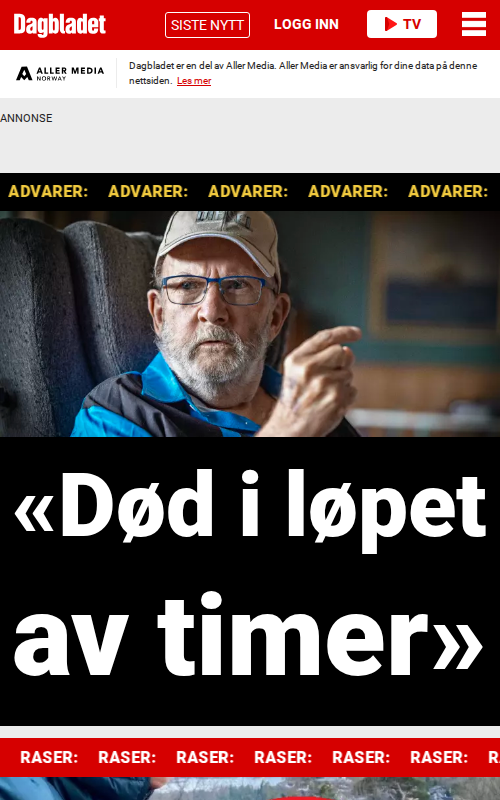 Dagbladet
SISTE NYTT
LOGG INN
TV
ALLER MEDIA
NORWAY
Dagbladet er en del av Aller Media. Aller Media er ansvarlig for dine data på denne
nettsiden. Les mer
ANNONSE
ADVARER: ADVARER: ADVARER: ADVARER: ADVARER:
«Død i løpet
av timer»
RASER: RASER: RASER: RASER: RASER: RASER: R